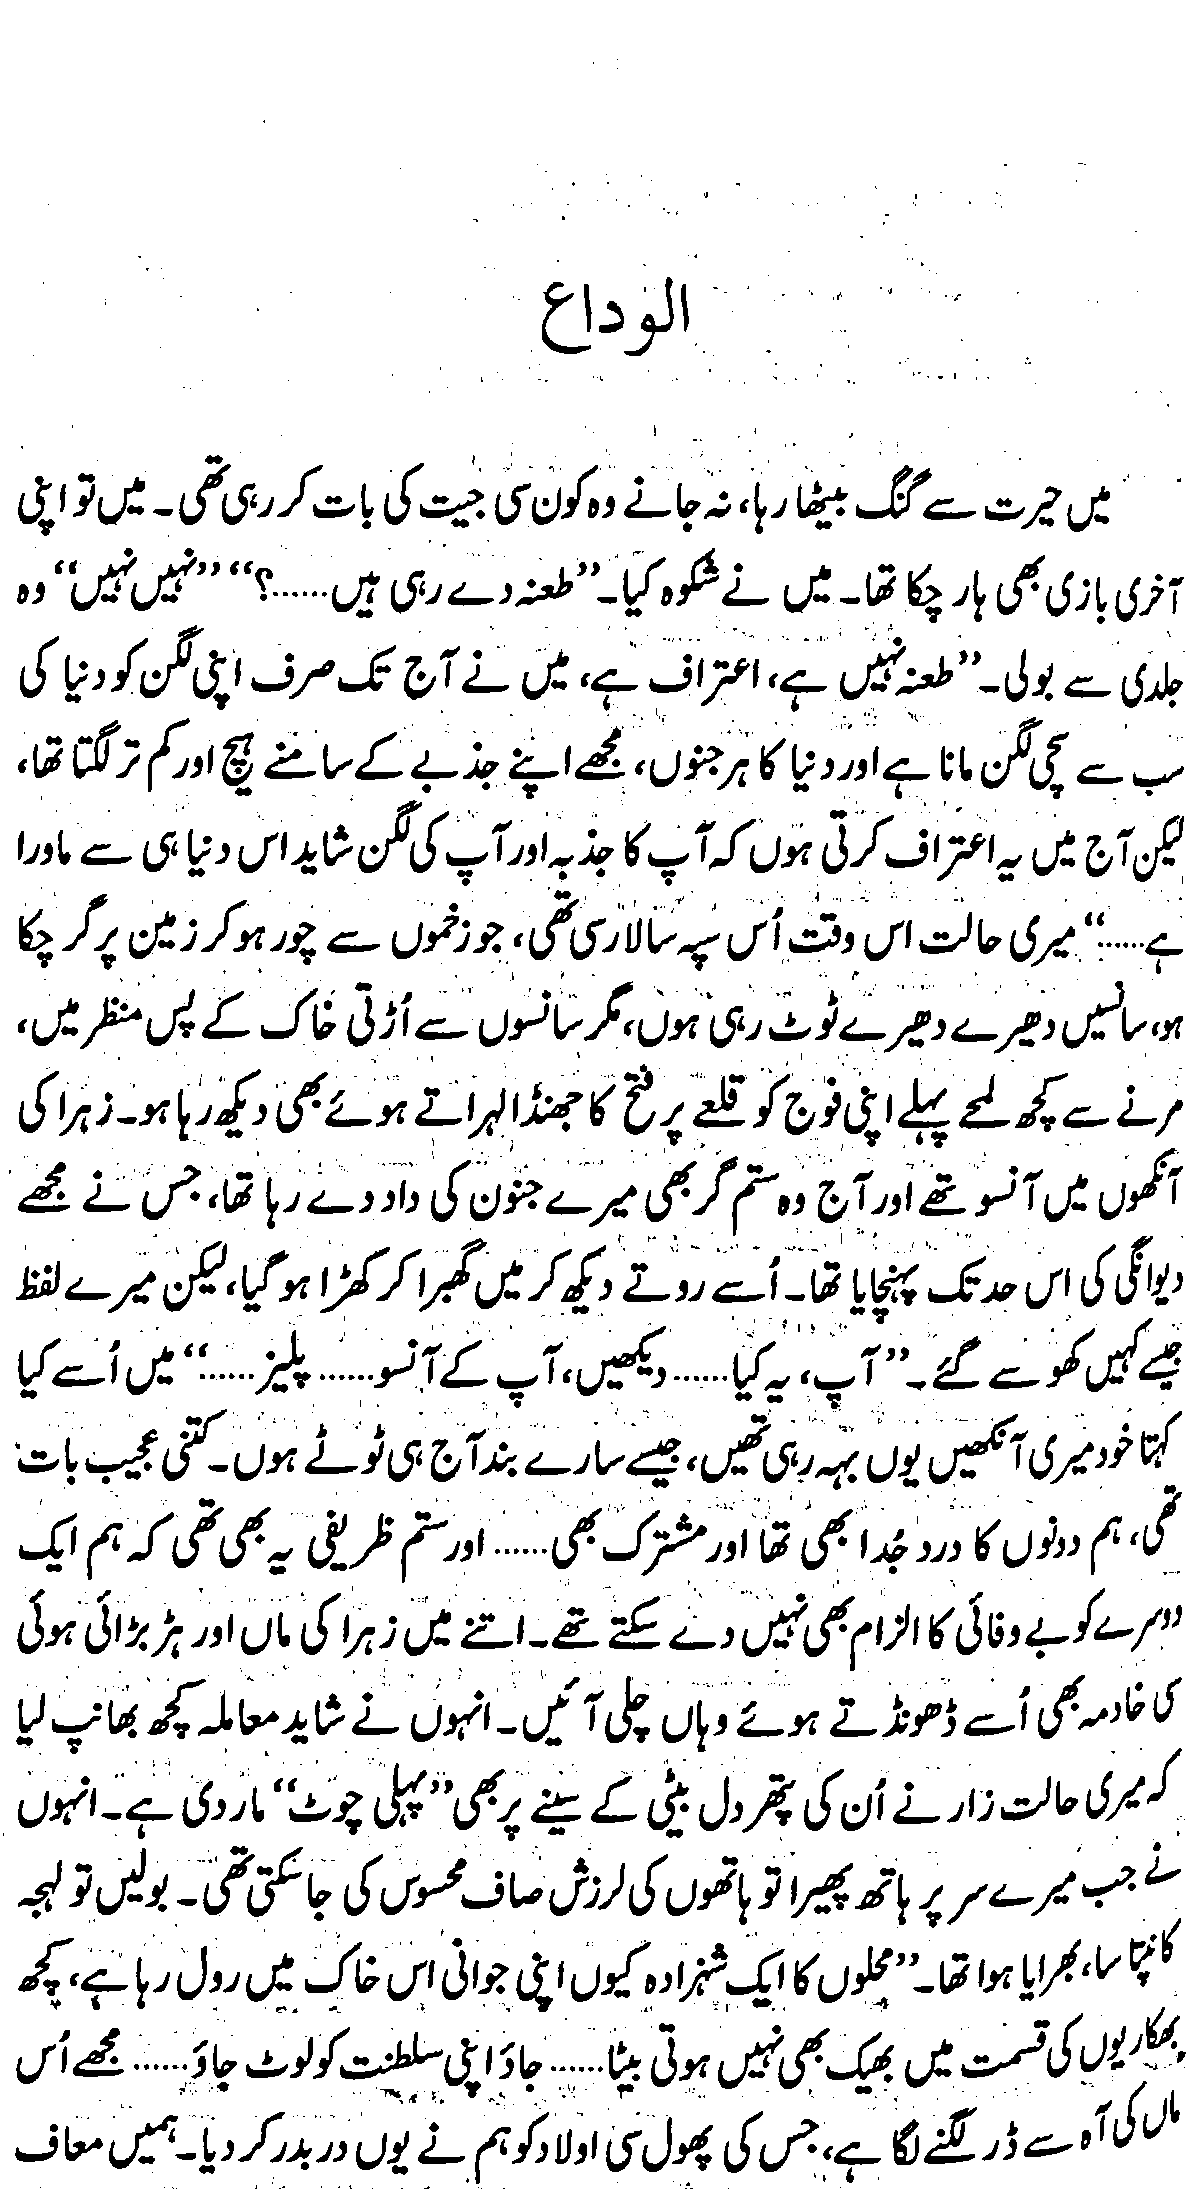 الوداع
میں حیرت سے گنگ بیٹھا رہا، نہ جانے وہ کون سی جیت کی بات کر رہی تھی۔ میں تو اپنی
آخری بازی بھی ہار چکا تھا۔ میں نے شکوہ کیا۔ ”طعنہ دے رہی ہیں......؟“ ”نہیں نہیں“ وہ
جلدی سے بولی۔ ”طعنہ نہیں ہے، اعتراف ہے، میں نے آج تک صرف اپنی لگن کو دنیا کی
سب سے سچی لگن مانا ہے اور دنیا کا ہر جنوں، مجھے اپنے جذبے کے سامنے ہیچ اور کم تر لگتا تھا،
لیکن آج میں یہ اعتراف کرتی ہوں کہ آپ کا جذبہ اور آپ کی لگن شاید اس دنیا ہی سے ماورا
ہے......“ میری حالت اس وقت اُس سپہ سالار سی تھی، جو زخموں سے چور ہو کر زمین پر گر چکا
ہو، سانسیں دھیرے دھیرے ٹوٹ رہی ہوں، مگر سانسوں سے اُڑتی خاک کے پس منظر میں،
مرنے سے کچھ لمحے پہلے اپنی فوج کو قلعے پر فتح کا جھنڈا لہراتے ہوئے بھی دیکھ رہا ہو۔ زہرا کی
آنکھوں میں آنسو تھے اور آج وہ ستم گر بھی میرے جنون کی داد دے رہا تھا، جس نے مجھے
دیوانگی کی اس حد تک پہنچایا تھا۔ اُسے روتے دیکھ کر میں گھبرا کر کھڑا ہو گیا، لیکن میرے لفظ
جیسے کہیں کھو سے گئے۔ ”آپ، یہ کیا...... دیکھیں، آپ کے آنسو...... پلیز......“ میں اُسے کیا
کہتا خود میری آنکھیں یوں بہہ رہی تھیں، جیسے سارے بند آج ہی ٹوٹے ہوں۔ کتنی عجیب بات
تھی، ہم دونوں کا درد جُدا بھی تھا اور مشترک بھی...... اور ستم ظریفی یہ بھی تھی کہ ہم ایک
دوسرے کو بے وفائی کا الزام بھی نہیں دے سکتے تھے۔ اتنے میں زہرا کی ماں اور ہڑبڑائی ہوئی
کی خادمہ بھی اُسے ڈھونڈتے ہوئے وہاں چلی آئیں۔ انہوں نے شاید معاملہ کچھ بھانپ لیا
کہ میری حالت زار نے اُن کی پتھر دل بیٹی کے سینے پر بھی ”پہلی چوٹ“ مار دی ہے۔ انہوں
نے جب میرے سر پر ہاتھ پھیرا تو ہاتھوں کی لرزش صاف محسوس کی جا سکتی تھی۔ بولیں تو لہجہ
کانپتا سا، بھرایا ہوا تھا۔ ”محلوں کا ایک شہزادہ کیوں اپنی جوانی اس خاک میں رول رہا ہے، کچھ
بھکاریوں کی قسمت میں بھیک بھی نہیں ہوتی بیٹا...... جاؤ اپنی سلطنت کو لوٹ جاؤ...... مجھے اُس
ماں کی آہ سے ڈر لگنے لگا ہے، جس کی پھول سی اولاد کو ہم نے یوں در بدر کر دیا۔ ہمیں معاف